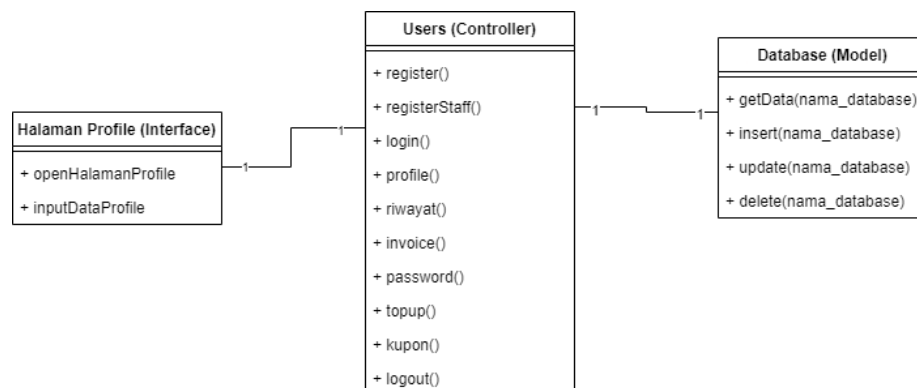 Halaman Profile (Interface)
+ openHalamanProfile
+ inputDataProfile
1
1
Users (Controller)
+ register()
+ registerStaff()
+ login()
+ profile()
+ riwayat()
+ invoice()
+ password()
+ topup()
+ kupon()
+ logout()
1
1
Database (Model)
+ getData(nama_database)
+ insert(nama_database)
+ update(nama_database)
+ delete(nama_database)